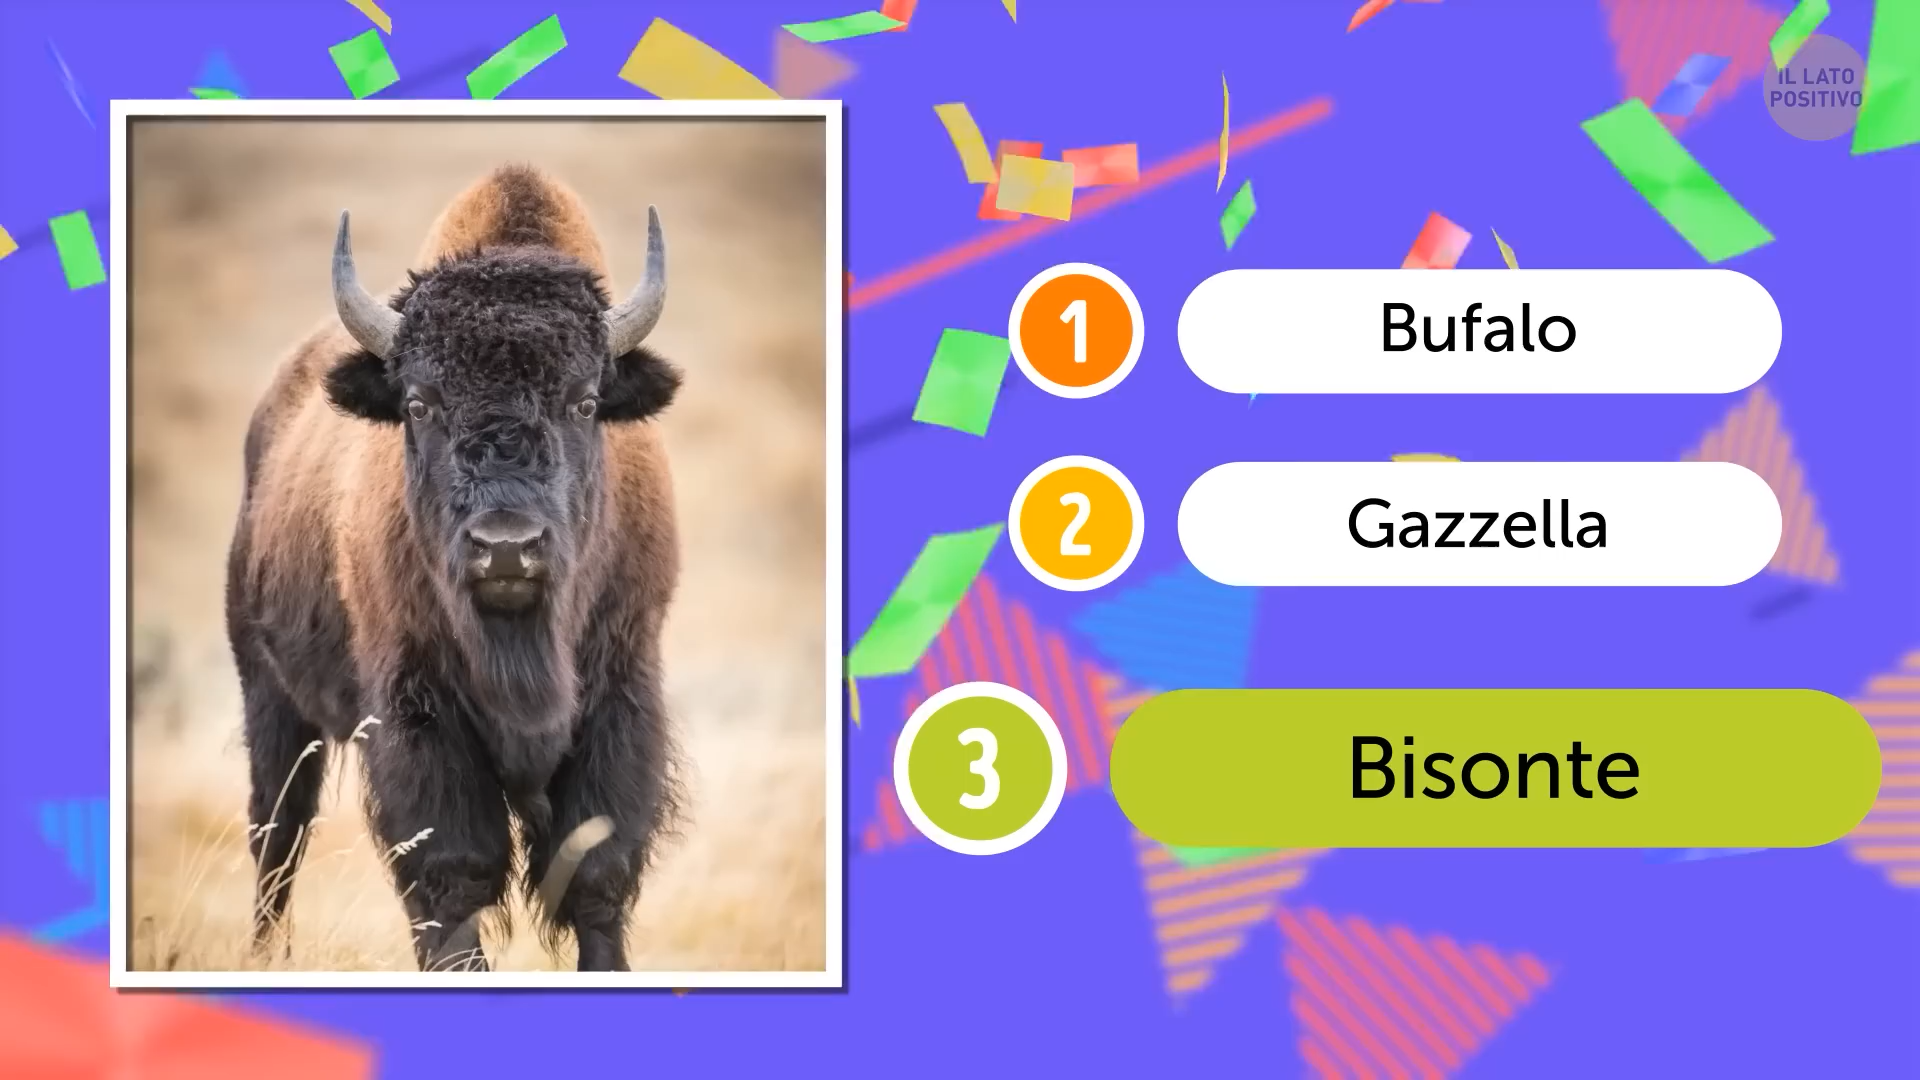 IL LATO
POSITIVO
1 Bufalo
2 Gazzella
3 Bisonte